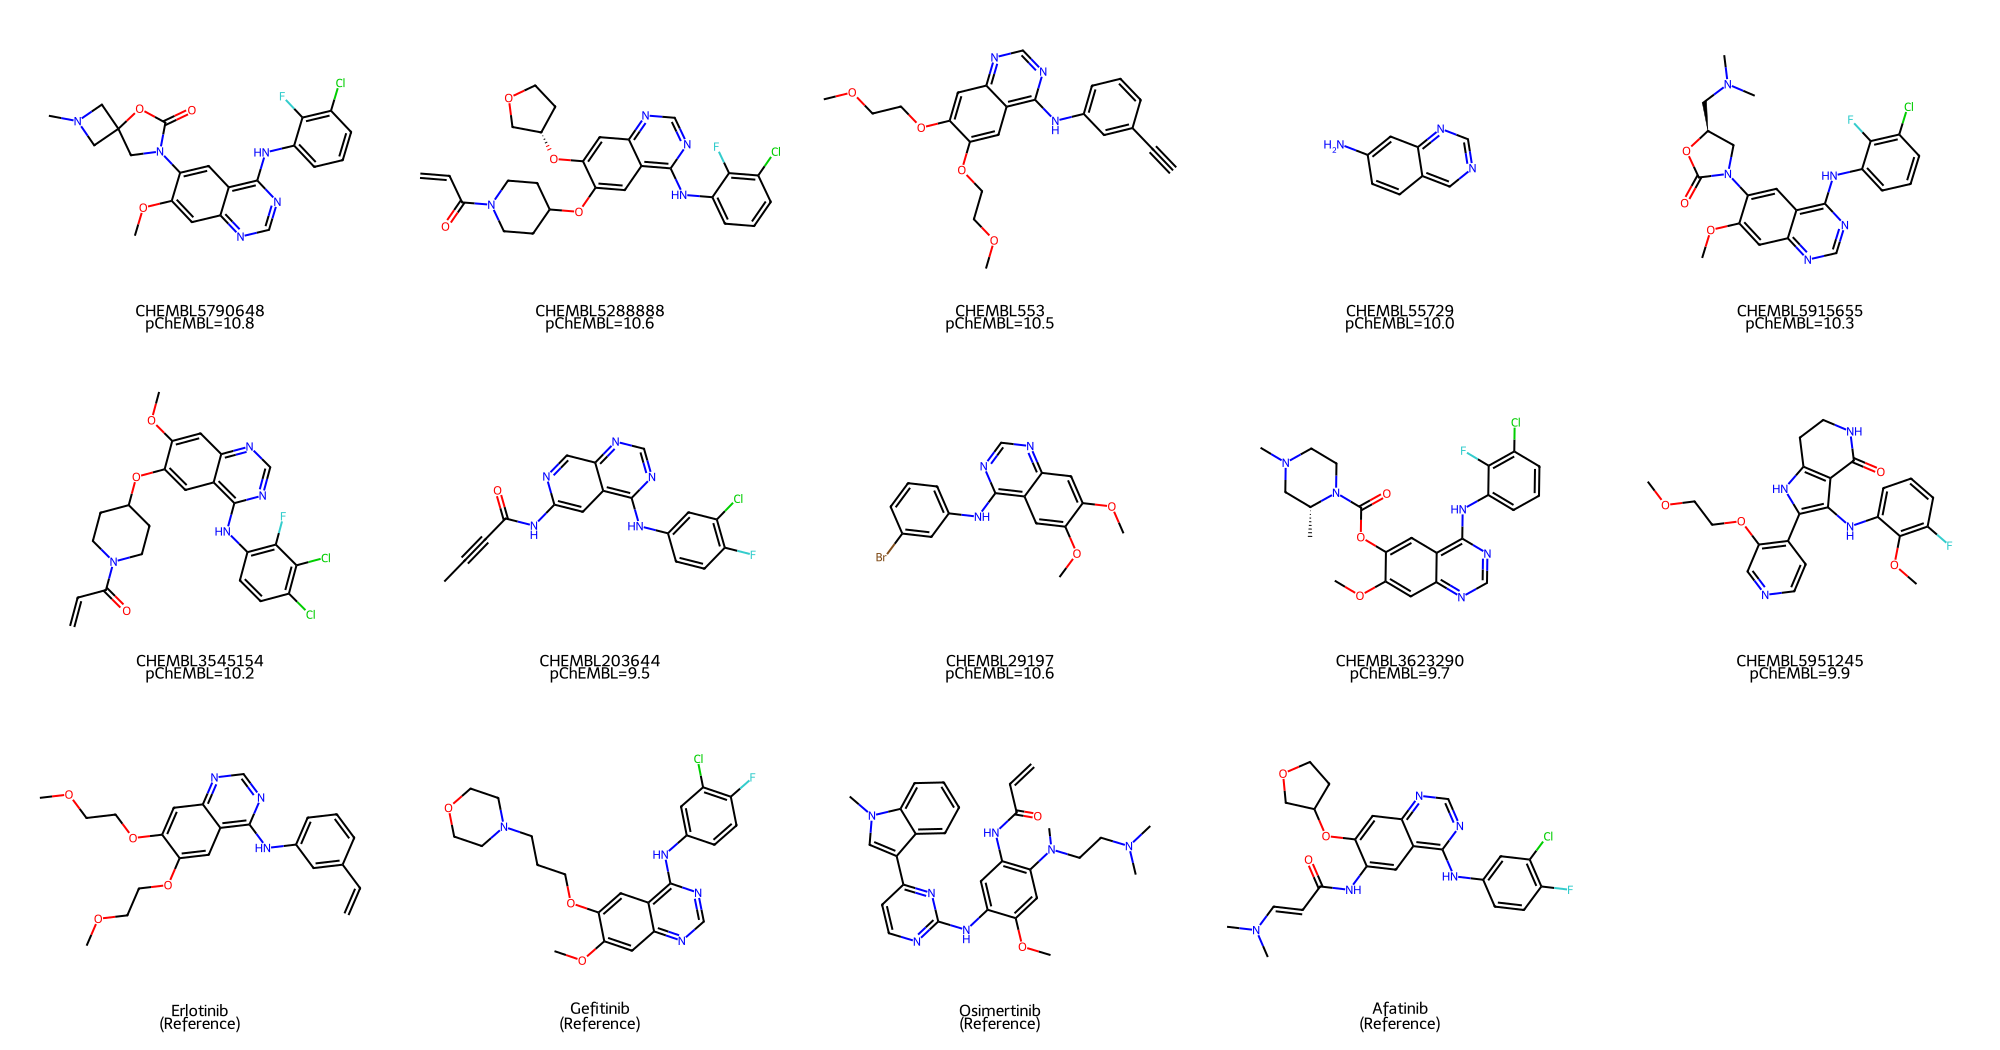 CHEMBL5790648
pChEMBL=10.8
CHEMBL5288888
pChEMBL=10.6
CHEMBL553
pChEMBL=10.5
CHEMBL55729
pChEMBL=10.0
CHEMBL5915655
pChEMBL=10.3
CHEMBL3545154
pChEMBL=10.2
CHEMBL203644
pChEMBL=9.5
CHEMBL29197
pChEMBL=10.6
CHEMBL3623290
pChEMBL=9.7
CHEMBL5951245
pChEMBL=9.9
Erlotinib
(Reference)
Gefitinib
(Reference)
Osimertinib
(Reference)
Afatinib
(Reference)